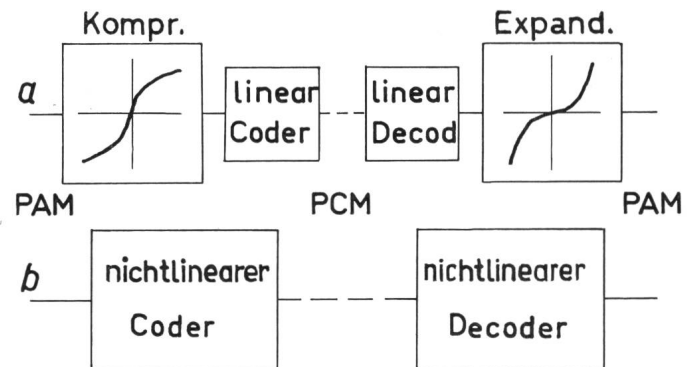 Kompr.
Expand.
a
linear
Coder
linear
Decod
PAM
PCM
PAM
b
nichtlinearer
Coder
nichtlinearer
Decoder